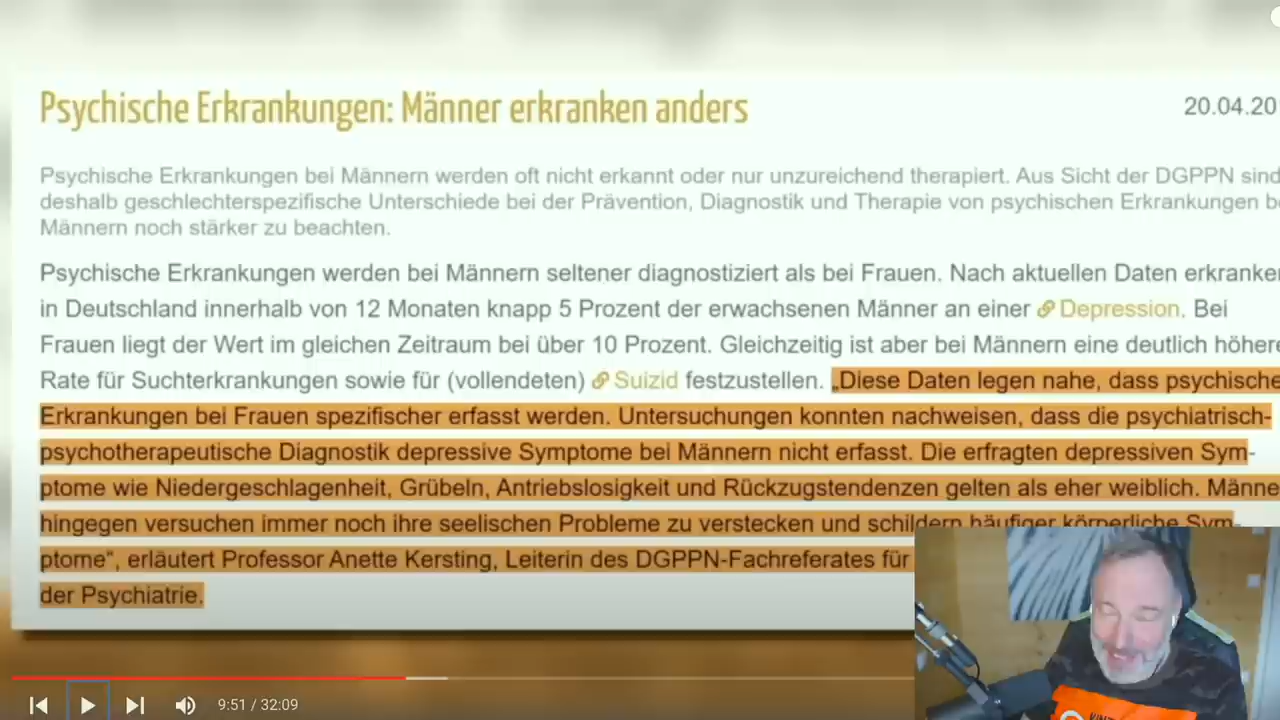 Psychische Erkrankungen: Männer erkranken anders
20.04.20
Psychische Erkrankungen bei Männern werden oft nicht erkannt oder nur unzureichend therapiert. Aus Sicht der DGPPN sind
deshalb geschlechterspezifische Unterschiede bei der Prävention, Diagnostik und Therapie von psychischen Erkrankungen
Männern noch stärker zu beachten.
Psychische Erkrankungen werden bei Männern seltener diagnostiziert als bei Frauen. Nach aktuellen Daten erkranken
in Deutschland innerhalb von 12 Monaten knapp 5 Prozent der erwachsenen Männer an einer Depression. Bei
Frauen liegt der Wert im gleichen Zeitraum bei über 10 Prozent. Gleichzeitig ist aber bei Männern eine deutlich höhere
Rate für Suchterkrankungen sowie für (vollendeten) Suizid festzustellen. „Diese Daten legen nahe, dass psychische
Erkrankungen bei Frauen spezifischer erfasst werden. Untersuchungen konnten nachweisen, dass die psychiatrisch-
psychotherapeutische Diagnostik depressive Symptome bei Männern nicht erfasst. Die erfragten depressiven Sym-
ptome wie Niedergeschlagenheit, Grübeln, Antriebslosigkeit und Rückzugstendenzen gelten als eher weiblich. Männe
hingegen versuchen immer noch ihre seelischen Probleme zu verstecken und schildern häufiger körperliche Sym-
ptome“, erläutert Professor Anette Kersting, Leiterin des DGPPN-Fachreferates für
der Psychiatrie.
9:51 / 32:09